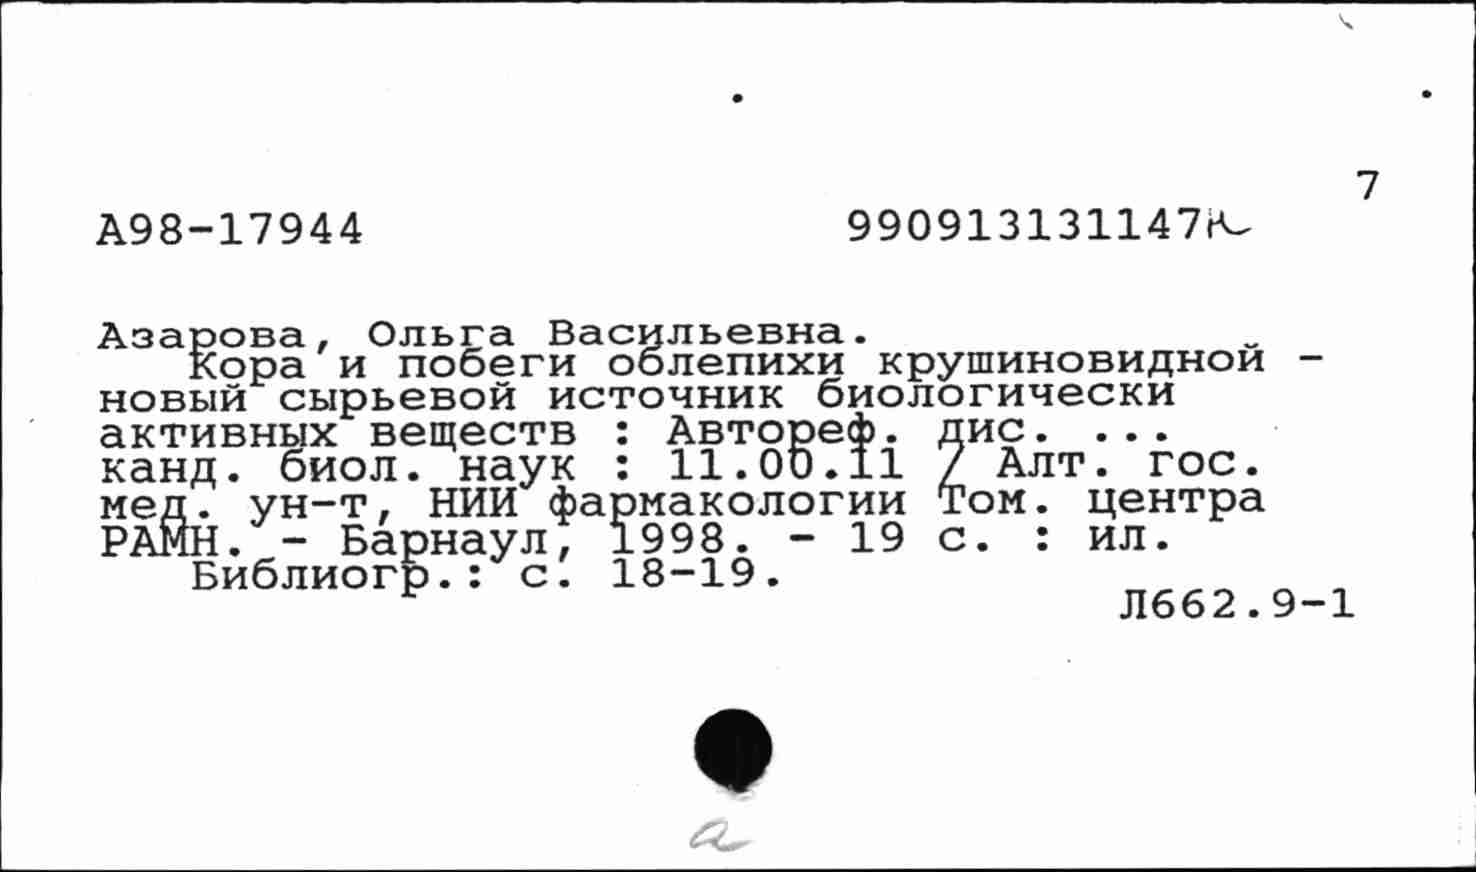 7
А98-17944 990913131147
Азарова, Ольга Васильевна.
Кора и побеги облепихи крушиновидной -
новый сырьевой источник биологически
активных веществ : Автореф. дис. ...
канд. биол. наук : 11.00.11 / Алт. гос.
мед. ун-т, НИИ фармакологии Том. центра
РАМН. - Барнаул, 1998. - 19 с. : ил.
Библиогр.: с. 18-19.
Л662.9-1
а